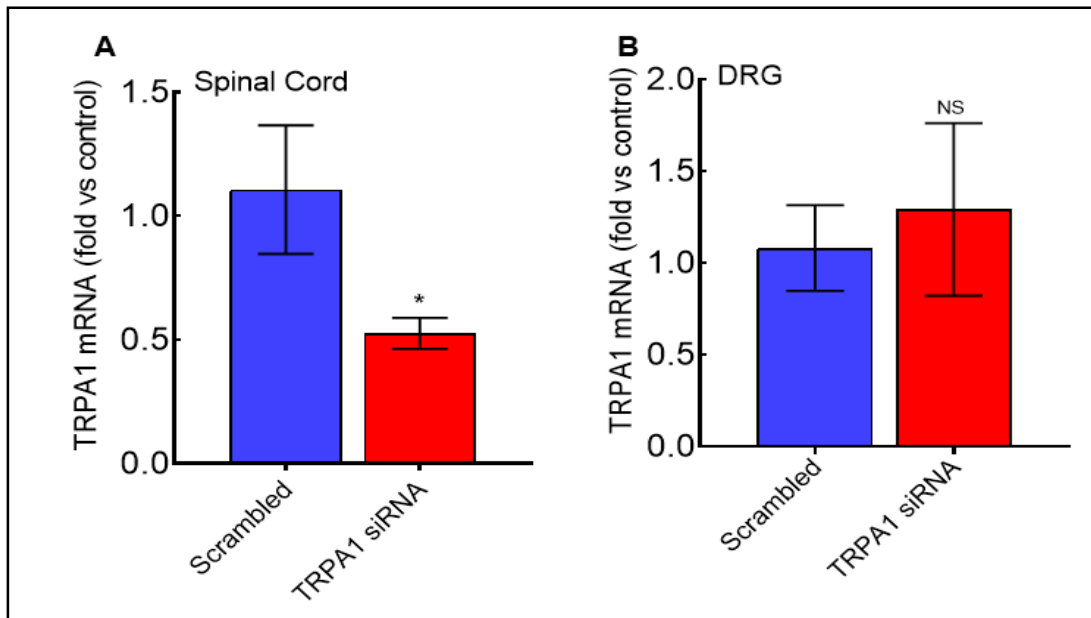 A
Spinal Cord
TRPA1 mRNA (fold vs control)
1.5
1.0
0.5
0.0
*
Scrambled
TRPA1 siRNA
B
DRG
TRPA1 mRNA (fold vs control)
2.0
1.5
1.0
0.5
0.0
NS
Scrambled
TRPA1 siRNA